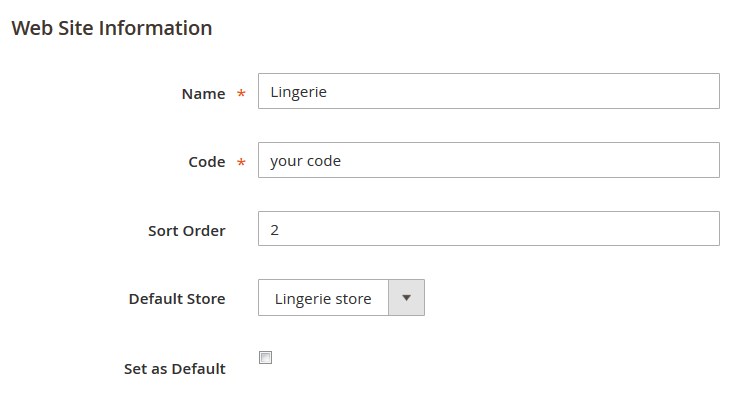 Web Site Information
Name * Lingerie
Code * your code
Sort Order 2
Default Store Lingerie store
Set as Default